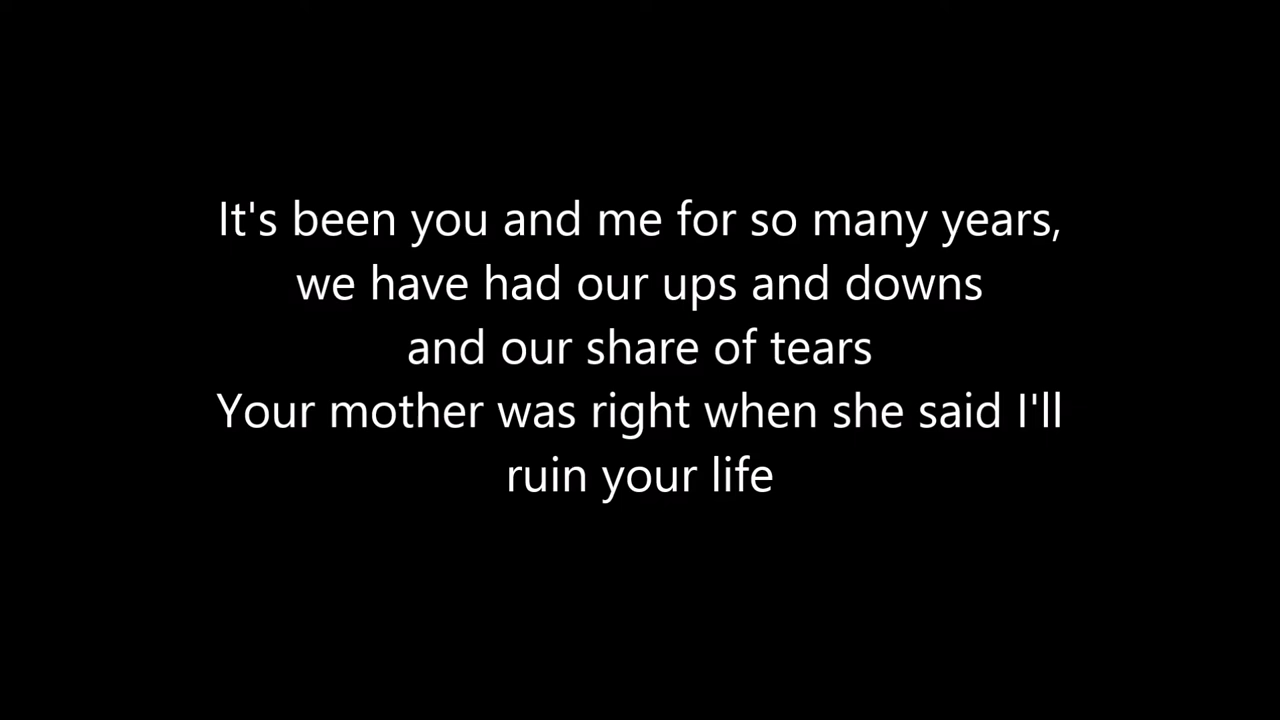 It's been you and me for so many years,
we have had our ups and downs
and our share of tears
Your mother was right when she said I'll
ruin your life